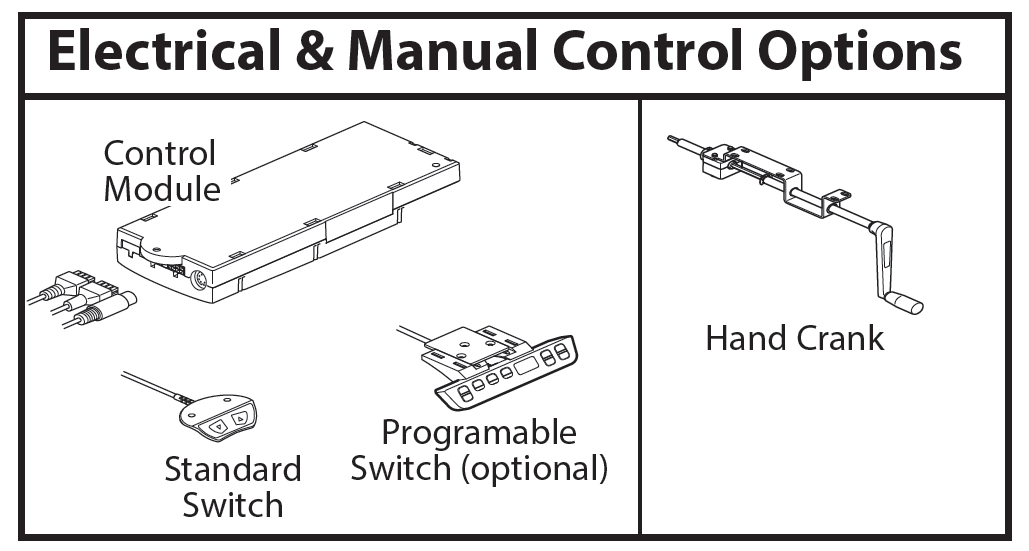 Electrical & Manual Control Options
Control
Module
Standard
Switch
Programable
Switch (optional)
Hand Crank